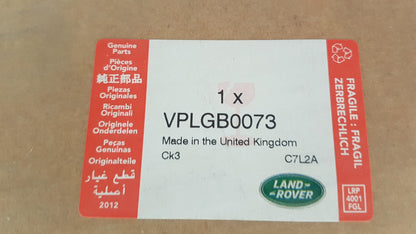 Genuine
Parts
Pièces
d'Origine
純正部品
Piezas
Originales
Ricambi
Originali
Originele
Onderdelen
Peças
Genuinas
Originalteile
قطع غيار
أصلية
2012
1 x
VPLGB0073
Made in the United Kingdom
Ck3
C7L2A
LAND
ROVER
FRAGILE : FRAGIL
ZERBRECHLICH
LRP
4001
FGL